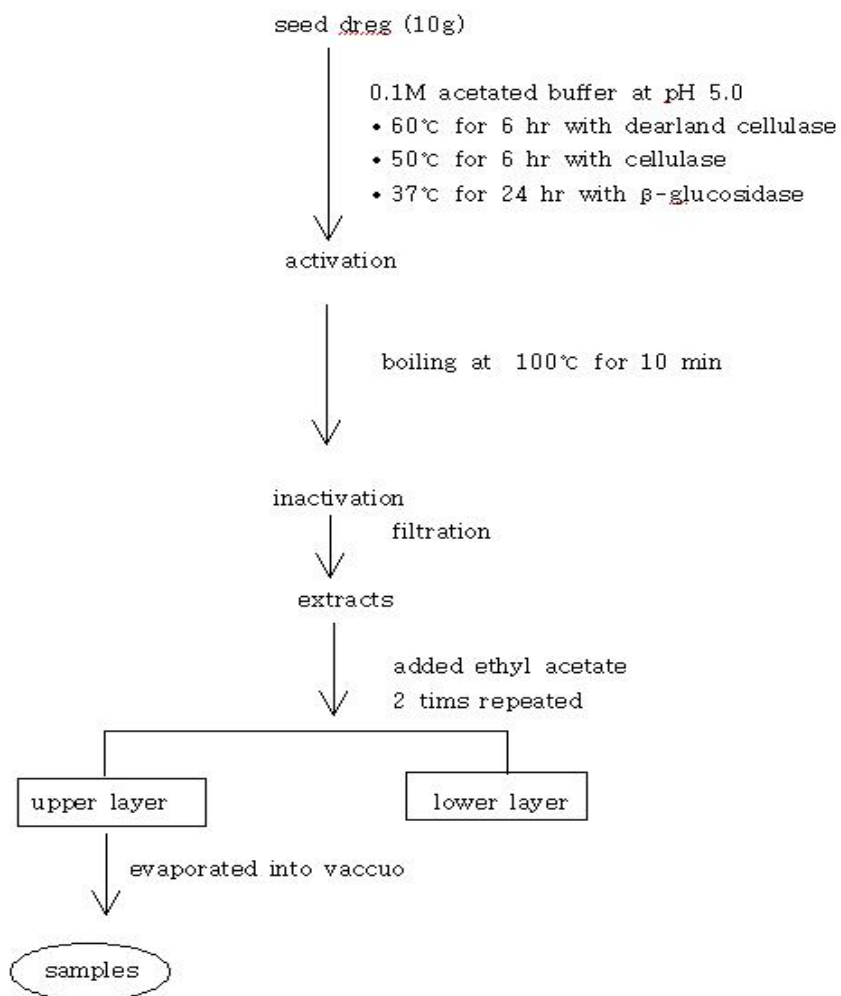 seed dreg (10g)
0.1M acetated buffer at pH 5.0
• 60℃ for 6 hr with dearland cellulase
• 50℃ for 6 hr with cellulase
• 37℃ for 24 hr with β-glucosidase
activation
boiling at 100℃ for 10 min
inactivation
filtration
extracts
added ethyl acetate
2 tims repeated
upper layer
lower layer
evaporated into vaccuo
samples